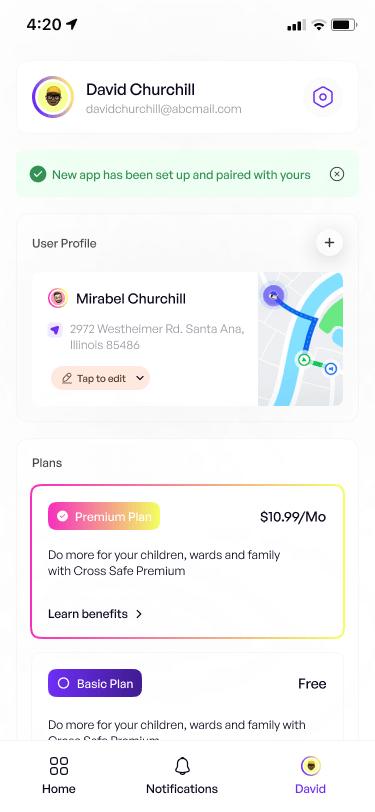 4:20
David Churchill
davidchurchill@abcmail.com
New app has been set up and paired with yours
User Profile
Mirabel Churchill
2972 Westheimer Rd. Santa Ana,
Illinois 85486
Tap to edit
Plans
Premium Plan
$10.99/Mo
Do more for your children, wards and family
with Cross Safe Premium
Learn benefits
Basic Plan
Free
Do more for your children, wards and family with
Cross Safe Premium
Home
Notifications
David